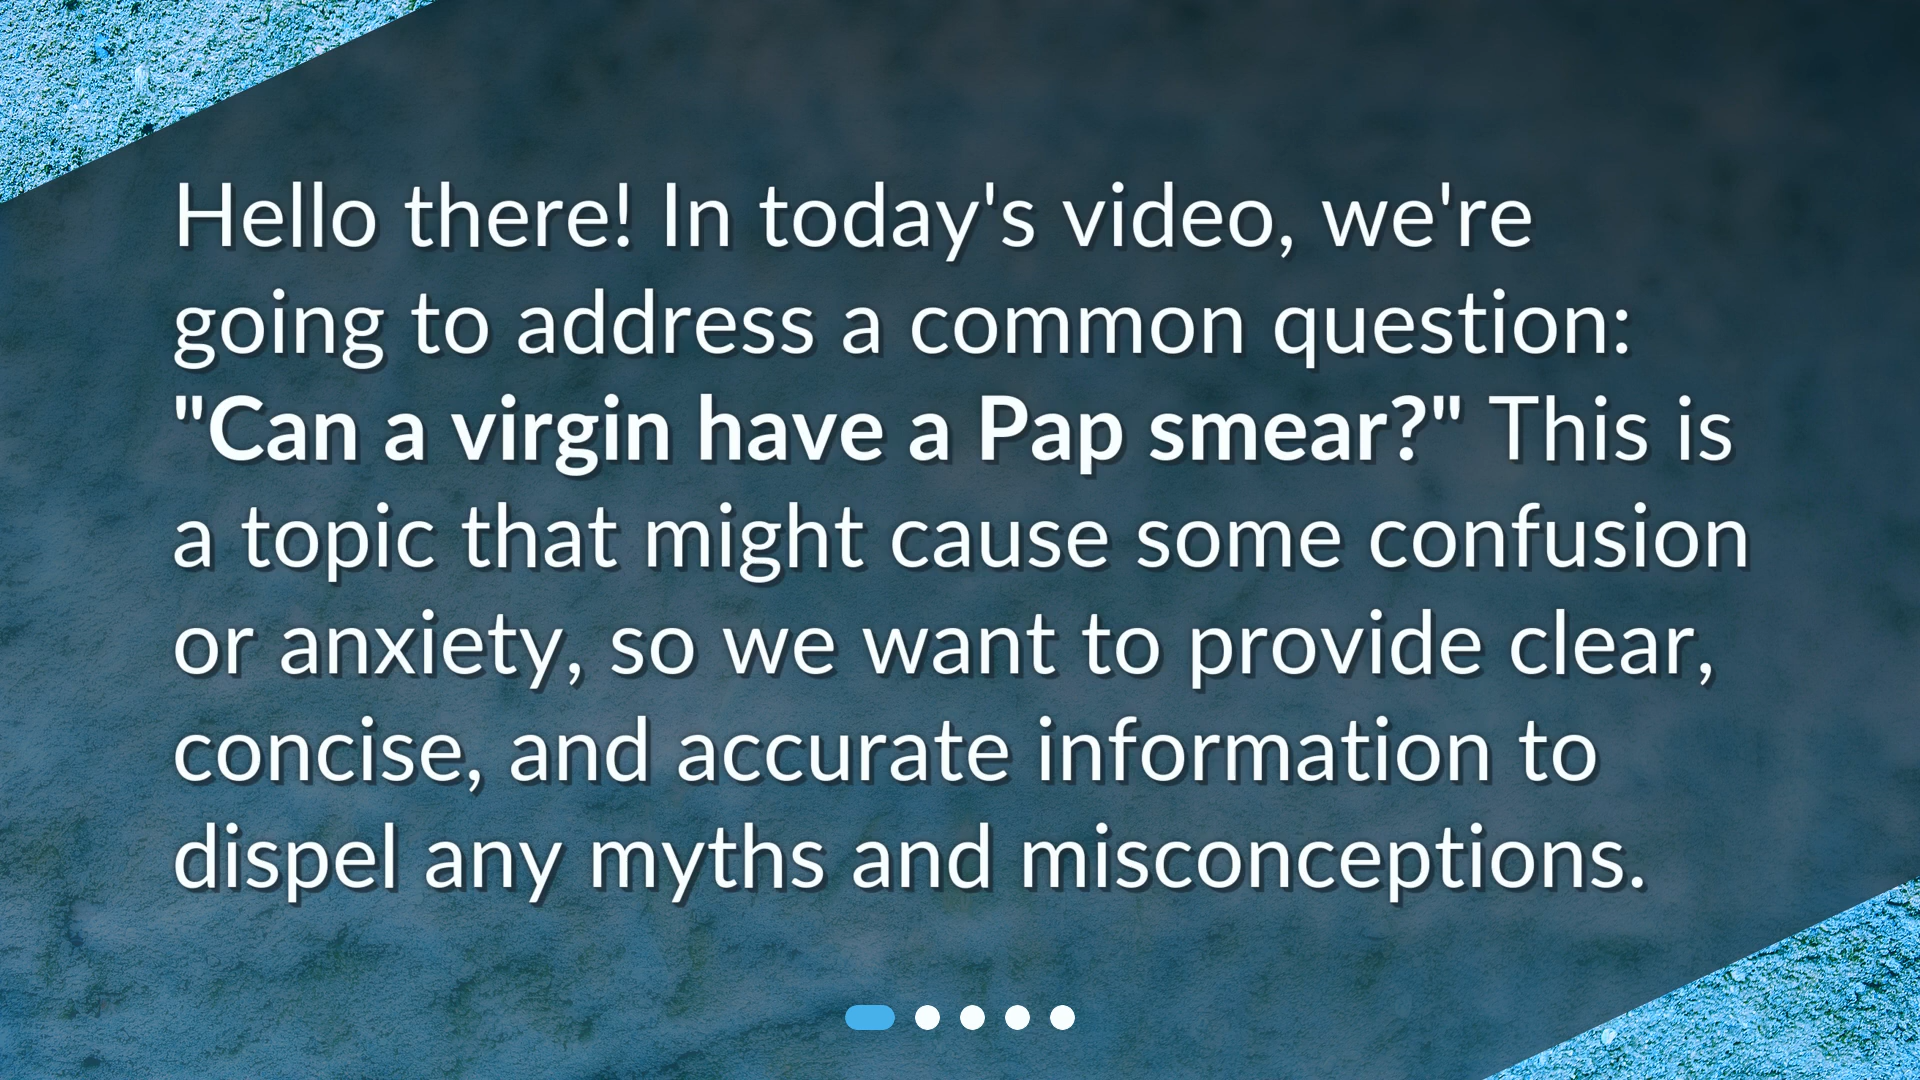 Hello there! In today's video, we're
going to address a common question:
"Can a virgin have a Pap smear?" This is
a topic that might cause some confusion
or anxiety, so we want to provide clear,
concise, and accurate information to
dispel any myths and misconceptions.